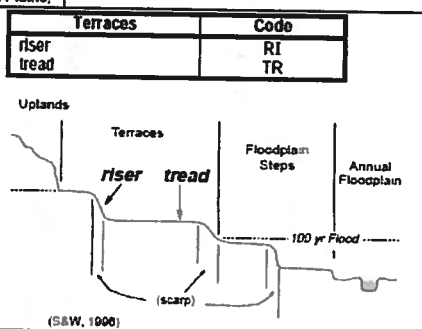 Terraces Code
riser RI
tread TR
Uplands
Terraces
Floodplain
Steps
Annual
Floodplain
riser tread
100 yr Flood
(scarp)
(S&W, 1996)